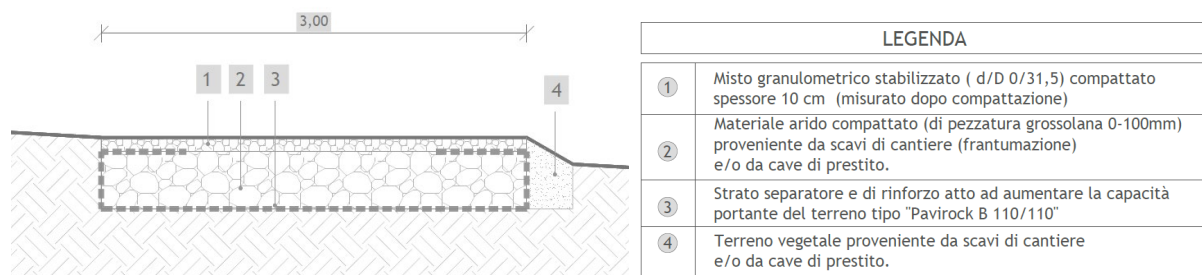 3,00
1
2
3
4
LEGENDA
1
Misto granulometrico stabilizzato ( d/D 0/31,5) compattato
spessore 10 cm (misurato dopo compattazione)
2
Materiale arido compattato (di pezzatura grossolana 0-100mm)
proveniente da scavi di cantiere (frantumazione)
e/o da cave di prestito.
3
Strato separatore e di rinforzo atto ad aumentare la capacità
portante del terreno tipo "Pavirock B 110/110"
4
Terreno vegetale proveniente da scavi di cantiere
e/o da cave di prestito.